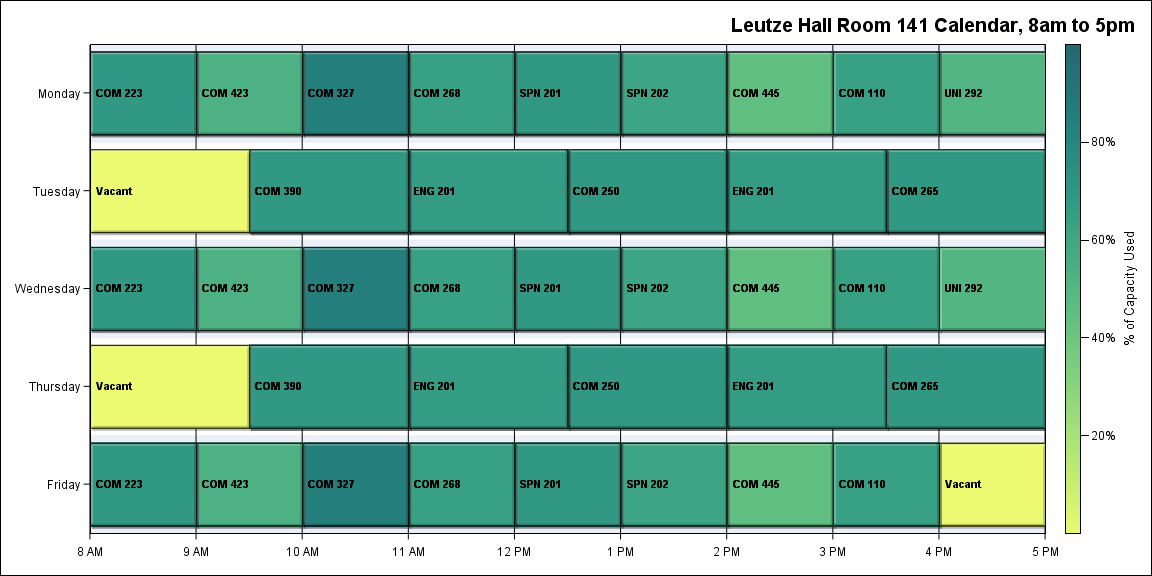 Leutze Hall Room 141 Calendar, 8am to 5pm
Monday
COM 223
COM 423
COM 327
COM 268
SPN 201
SPN 202
COM 445
COM 110
UNI 292
Tuesday
Vacant
COM 390
ENG 201
COM 250
ENG 201
COM 265
Wednesday
COM 223
COM 423
COM 327
COM 268
SPN 201
SPN 202
COM 445
COM 110
UNI 292
Thursday
Vacant
COM 390
ENG 201
COM 250
ENG 201
COM 265
Friday
COM 223
COM 423
COM 327
COM 268
SPN 201
SPN 202
COM 445
COM 110
Vacant
8 AM
9 AM
10 AM
11 AM
12 PM
1 PM
2 PM
3 PM
4 PM
5 PM
80%
60%
40%
20%
% of Capacity Used